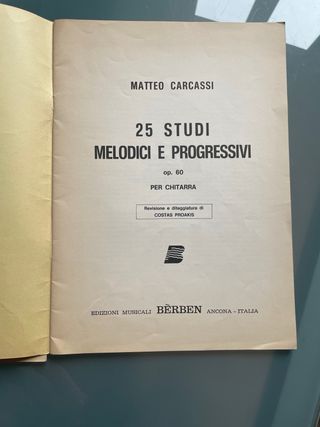 MATTEO CARCASSI
25 STUDI
MELODICI E PROGRESSIVI
op. 60
PER CHITARRA
Revisione e diteggiatura di
COSTAS PROAKIS
B
EDIZIONI MUSICALI BÈRBEN ANCONA - ITALIA